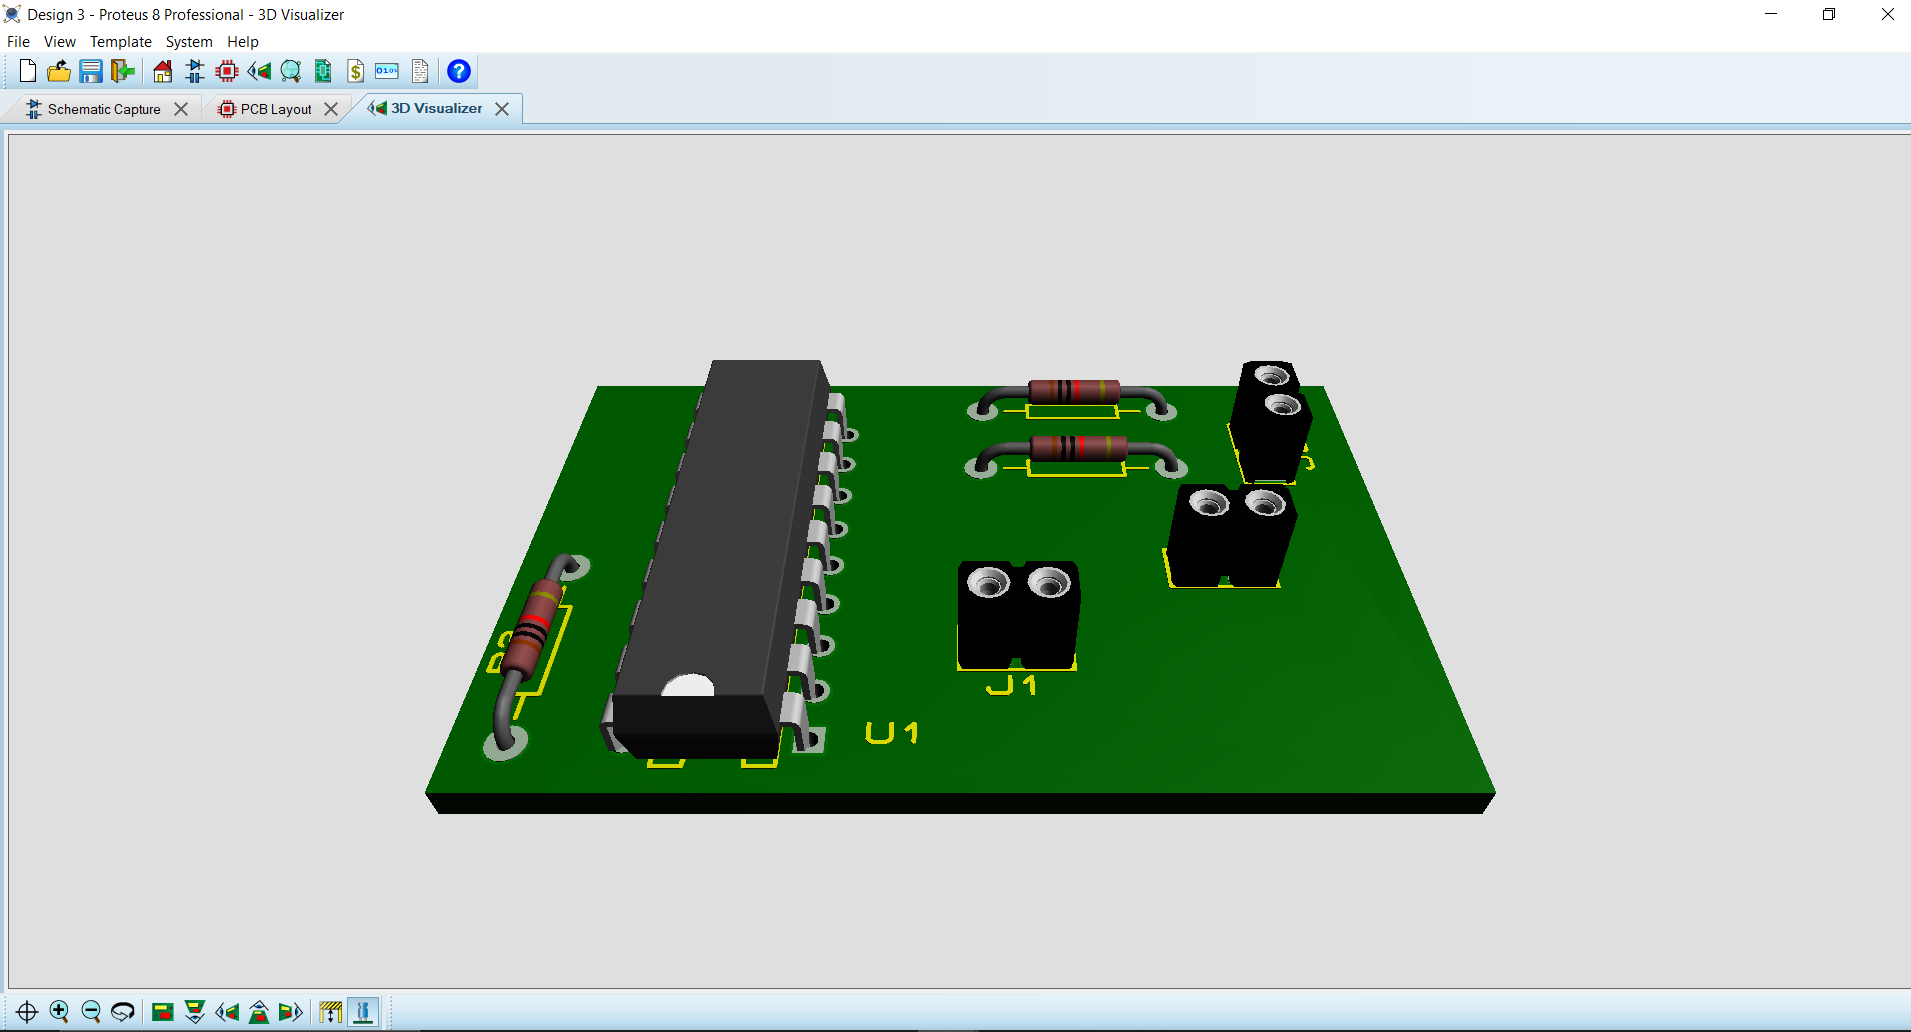 Design 3 - Proteus 8 Professional - 3D Visualizer
File View Template System Help
Schematic Capture PCB Layout 3D Visualizer
J1
U1